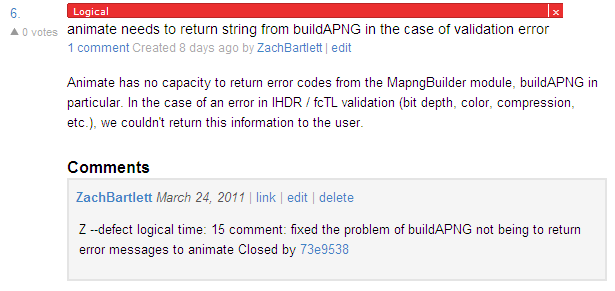 6.
Logical x
▲ 0 votes
animate needs to return string from buildAPNG in the case of validation error
1 comment Created 8 days ago by ZachBartlett | edit
Animate has no capacity to return error codes from the MapngBuilder module, buildAPNG in
particular. In the case of an error in IHDR / fcTL validation (bit depth, color, compression,
etc.), we couldn't return this information to the user.
Comments
ZachBartlett March 24, 2011 | link | edit | delete
Z --defect logical time: 15 comment: fixed the problem of buildAPNG not being to return
error messages to animate Closed by 73e9538